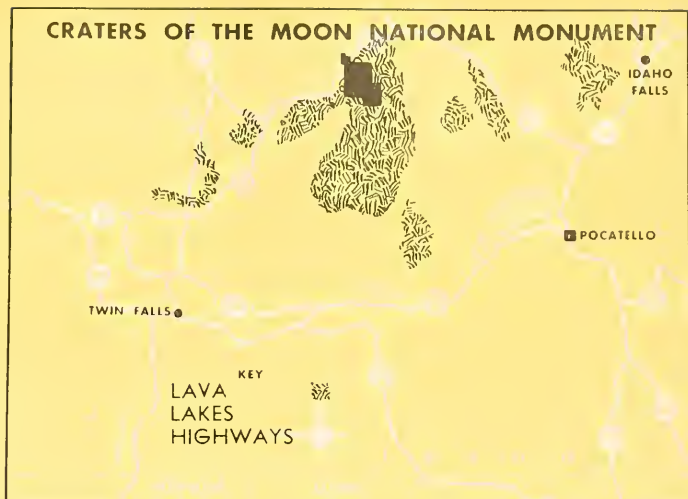 CRATERS OF THE MOON NATIONAL MONUMENT
IDAHO
FALLS
POCATELLO
TWIN FALLS
KEY
LAVA
LAKES
HIGHWAYS